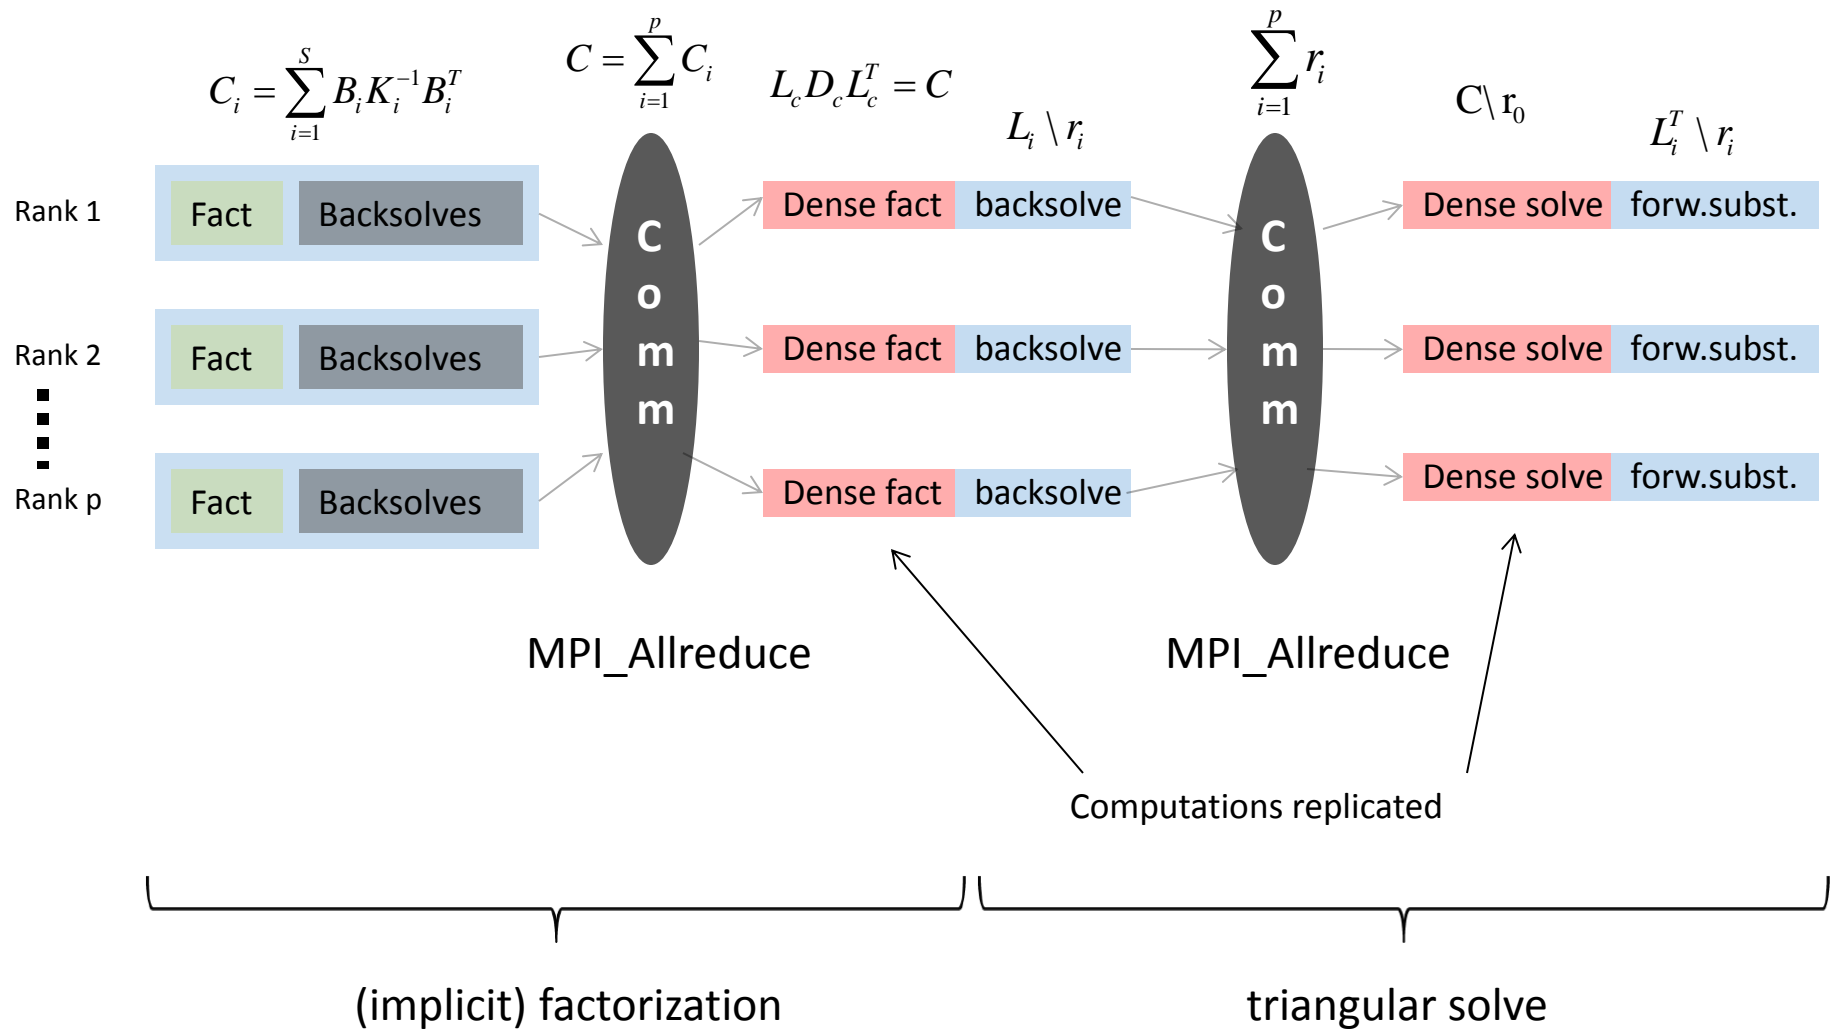 C_i = \sum_{i=1}^{S} B_i K_i^{-1} B_i^T
C = \sum_{i=1}^{p} C_i
L_c D_c L_c^T = C
L_i \ r_i
\sum_{i=1}^{p} r_i
C\ r_0
L_i^T \ r_i
Rank 1
Fact
Backsolves
Comm
Dense fact
backsolve
Comm
Dense solve
forw.subst.
Rank 2
Fact
Backsolves
Dense fact
backsolve
Dense solve
forw.subst.
Rank p
Fact
Backsolves
Dense fact
backsolve
Dense solve
forw.subst.
MPI_Allreduce
MPI_Allreduce
Computations replicated
(implicit) factorization
triangular solve